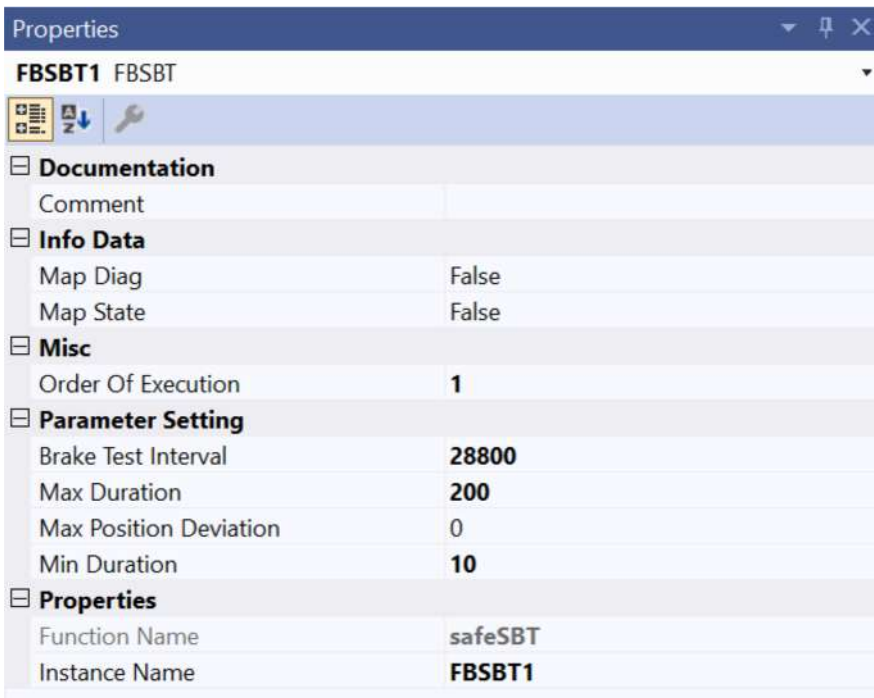 Properties
FBSBT1 FBSBT
Documentation
Comment
Info Data
Map Diag False
Map State False
Misc
Order Of Execution 1
Parameter Setting
Brake Test Interval 28800
Max Duration 200
Max Position Deviation 0
Min Duration 10
Properties
Function Name safeSBT
Instance Name FBSBT1